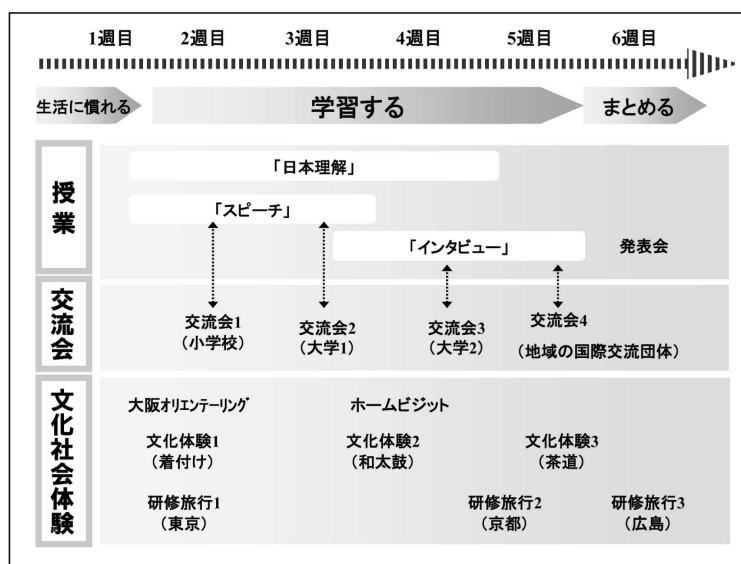 1週目 2週目 3週目 4週目 5週目 6週目
生活に慣れる 学習する まとめる
授業
「日本理解」
「スピーチ」
「インタビュー」 発表会
交流会
交流会1 交流会2 交流会3 交流会4
（小学校） （大学1） （大学2） （地域の国際交流団体）
文化社会体験
大阪オリエンテーリング ホームビジット
文化体験1 文化体験2 文化体験3
（着付け） （和太鼓） （茶道）
研修旅行1 研修旅行2 研修旅行3
（東京） （京都） （広島）